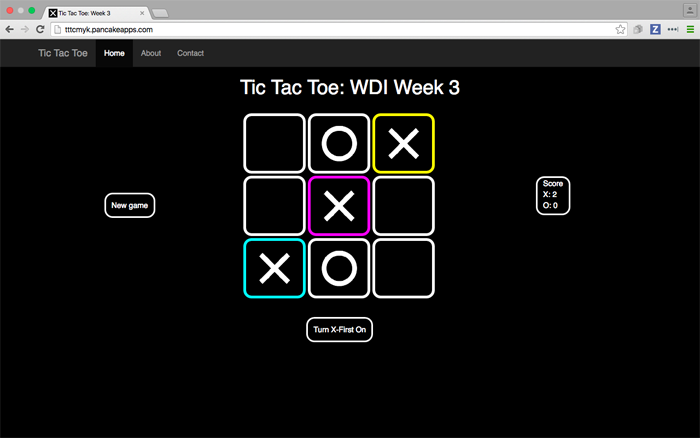 Tic Tac Toe: Week 3
tttcmyk.pancakeapps.com
Tic Tac Toe Home About Contact
Tic Tac Toe: WDI Week 3
O X
New game
X
Score
X: 2
O: 0
X O
Turn X-First On